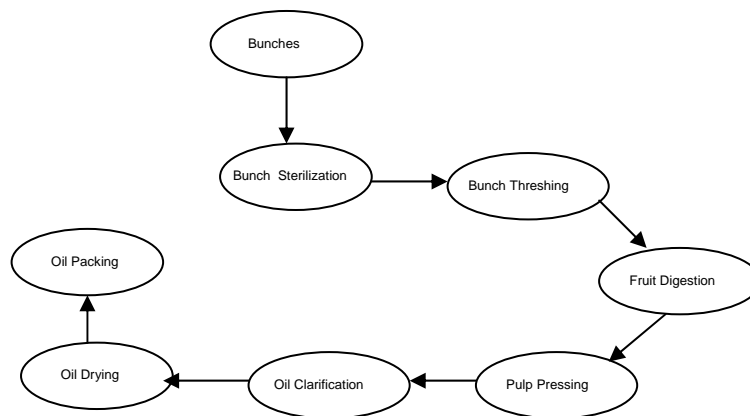 Bunches
Bunch Sterilization
Bunch Threshing
Fruit Digestion
Pulp Pressing
Oil Clarification
Oil Drying
Oil Packing